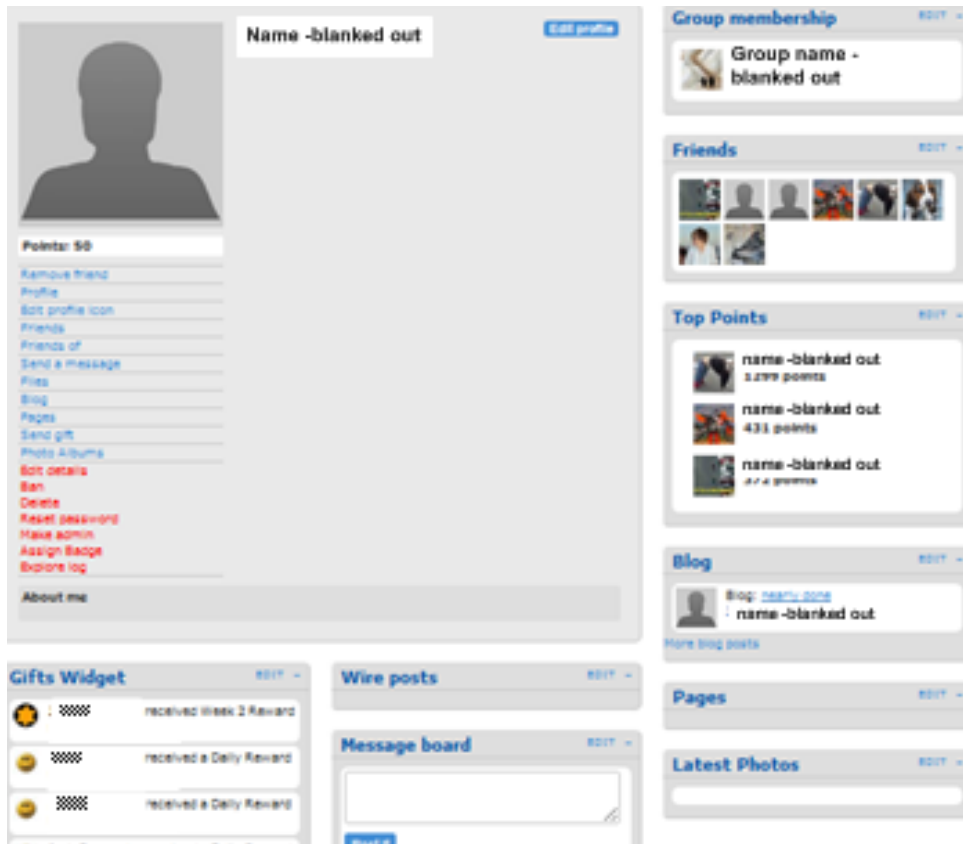 Name -blanked out
Edit profile
Points: 50
Remove friend
Profile
Edit profile icon
Friends
Friends of
Send a message
Files
Blog
Pages
Send gift
Photo Albums
Edit details
Ban
Delete
Reset password
Make admin
Assign Badge
Explore log
About me
Gifts Widget
EDIT
received Week 2 Reward
received a Daily Reward
received a Daily Reward
Wire posts
EDIT
Message board
EDIT
Group membership
EDIT
Group name -
blanked out
Friends
EDIT
Top Points
EDIT
name -blanked out
1299 points
name -blanked out
431 points
name -blanked out
points
Blog
EDIT
Blog: nearly done
name -blanked out
More blog posts
Pages
EDIT
Latest Photos
EDIT